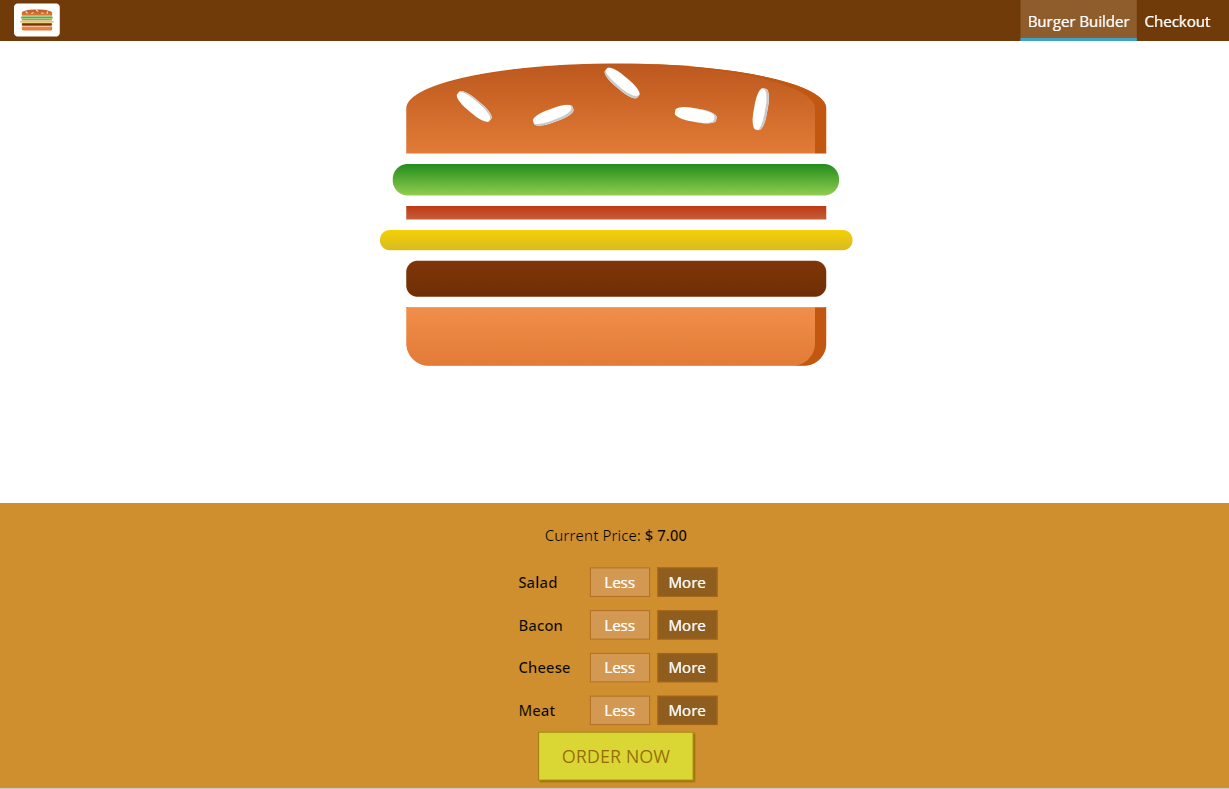 Burger Builder Checkout
Current Price: $ 7.00
Salad Less More
Bacon Less More
Cheese Less More
Meat Less More
ORDER NOW